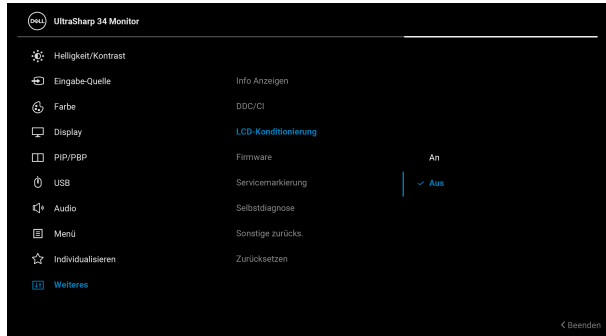 DELL UltraSharp 34 Monitor
Helligkeit/Kontrast
Eingabe-Quelle
Farbe
Display
PIP/PBP
USB
Audio
Menü
Individualisieren
Weiteres
Info Anzeigen
DDC/CI
LCD-Konditionierung
Firmware
Servicemarkierung
Selbstdiagnose
Sonstige zurücks.
Zurücksetzen
An
Aus
Beenden